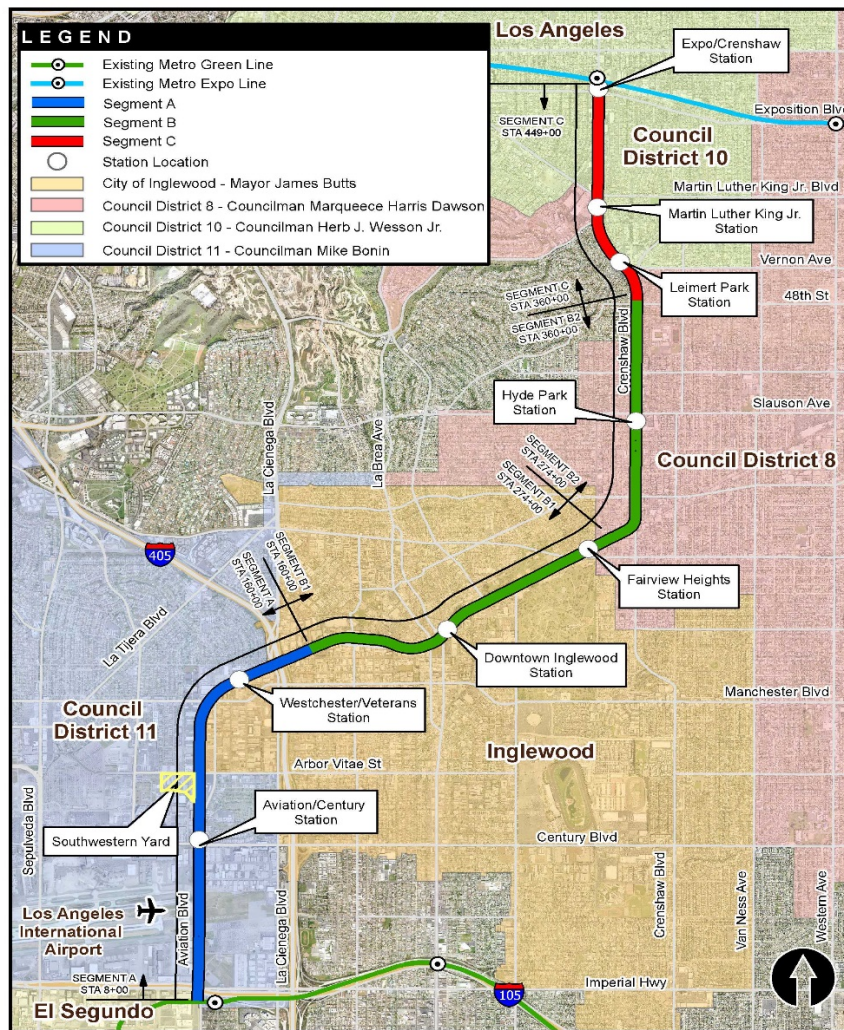 LEGEND
Existing Metro Green Line
Existing Metro Expo Line
Segment A
Segment B
Segment C
Station Location
City of Inglewood - Mayor James Butts
Council District 8 - Councilman Marqueece Harris Dawson
Council District 10 - Councilman Herb J. Wesson Jr.
Council District 11 - Councilman Mike Bonin
Los Angeles
Expo/Crenshaw
Station
Exposition Blvd
SEGMENT C
STA 449+00
Council
District 10
Martin Luther King Jr. Blvd
Martin Luther King Jr.
Station
Vernon Ave
Leimert Park
Station
48th St
SEGMENT C
STA 360+00
SEGMENT B2
STA 360+00
Crenshaw Blvd
La Cienega Blvd
La Brea Ave
Hyde Park
Station
Slauson Ave
Council District 8
SEGMENT B2
STA 274+00
SEGMENT B1
STA 274+00
405
SEGMENT B1
STA 160+00
SEGMENT A
STA 160+00
Fairview Heights
Station
La Tijera Blvd
Downtown Inglewood
Station
Westchester/Veterans
Station
Manchester Blvd
Council
District 11
Inglewood
Arbor Vitae St
Sepulveda Blvd
Southwestern Yard
Aviation/Century
Station
Century Blvd
Los Angeles
International
Airport
Aviation Blvd
La Cienega Blvd
Crenshaw Blvd
Van Ness Ave
Western Ave
SEGMENT A
STA 8+00
El Segundo
Imperial Hwy
105